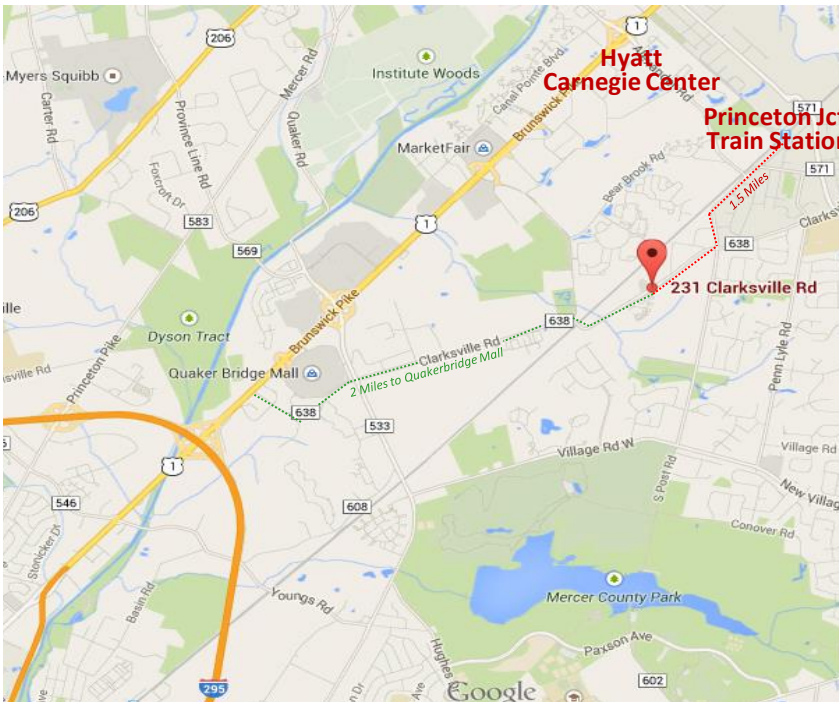 206
1
Hyatt
Carnegie Center
Myers Squibb
Carter Rd
Province Line Rd
Mercer Rd
Institute Woods
Canal Pointe Blvd
571
Princeton Jct
Train Station
Quaker Rd
MarketFair
Foxcroft Dr
Bear Brook Rd
571
1.5 Miles
206
583
1
Clarksville
638
569
231 Clarksville Rd
Brunswick Pike
Dyson Tract
638
Clarksville Rd
Princeton Pike
Quaker Bridge Mall
2 Miles to Quakerbridge Mall
Penn Lyle Rd
638
533
1
Village Rd W
Village Rd
S Post Rd
New Village
546
608
Conover Rd
Stonicker Dr
Basin Rd
Youngs Rd
Mercer County Park
Hughes
Paxson Ave
602
295
Google